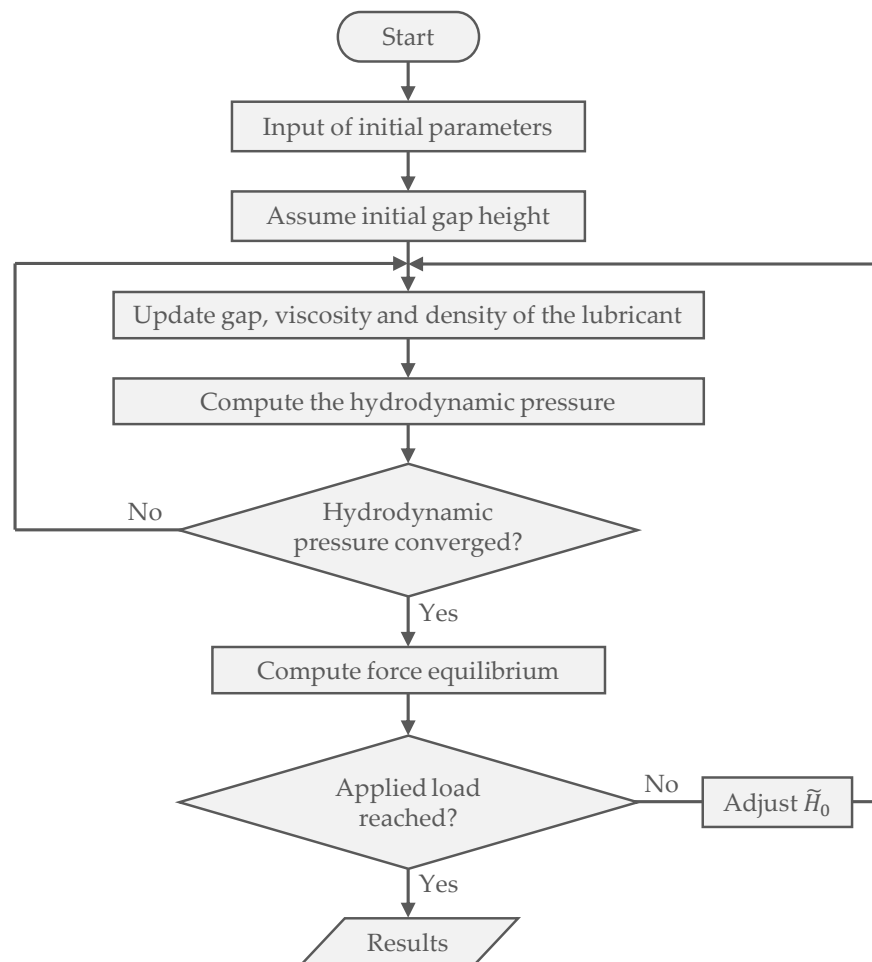 Start
Input of initial parameters
Assume initial gap height
Update gap, viscosity and density of the lubricant
Compute the hydrodynamic pressure
No
Hydrodynamic
pressure converged?
Yes
Compute force equilibrium
Applied load
reached?
No
Adjust H̃₀
Yes
Results